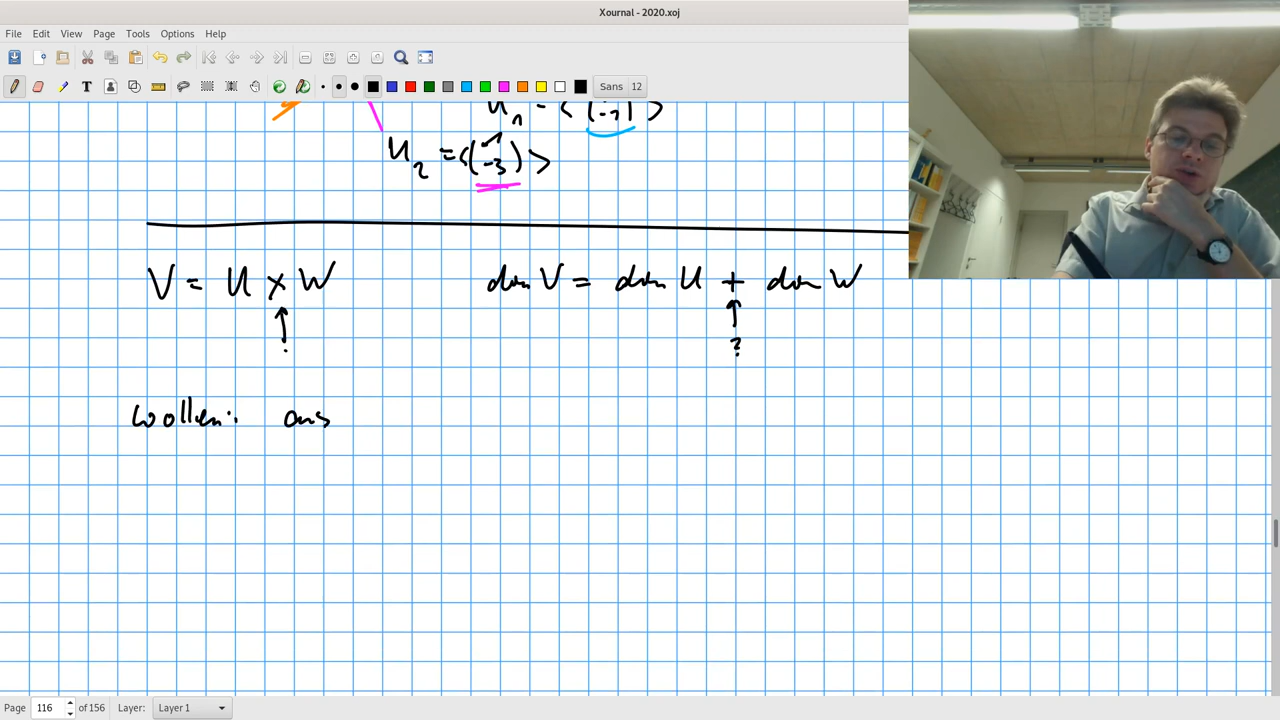 Xournal - 2020.xoj
File Edit View Page Tools Options Help
Sans 12
U₂ = <(-3)>
V = U × W dim V = dim U + dim W
?
wollen: aus
Page 116 of 156 Layer: Layer 1